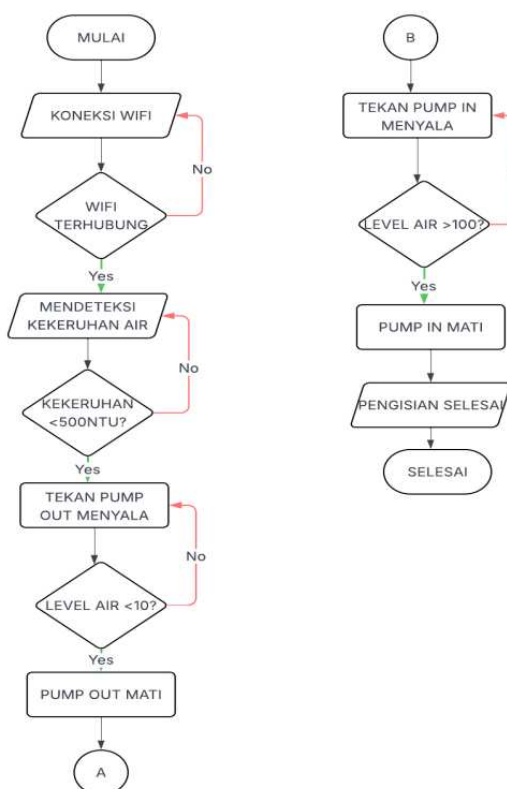 MULAI
KONEKSI WIFI
No
WIFI
TERHUBUNG
Yes
MENDETEKSI
KEKERUHAN AIR
No
KEKERUHAN
<500NTU?
Yes
TEKAN PUMP
OUT MENYALA
No
LEVEL AIR <10?
Yes
PUMP OUT MATI
A
B
TEKAN PUMP IN
MENYALA
LEVEL AIR >100?
Yes
PUMP IN MATI
PENGISIAN SELESAI
SELESAI